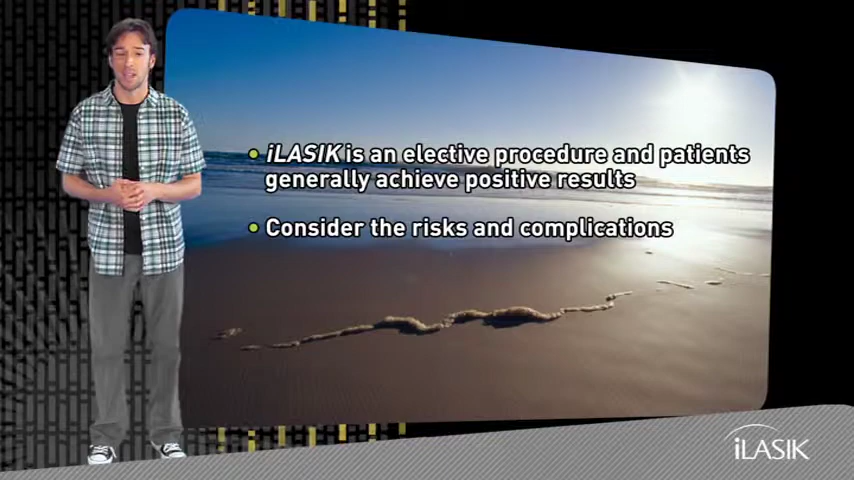 • iLASIK is an elective procedure and patients
generally achieve positive results
• Consider the risks and complications
iLASIK